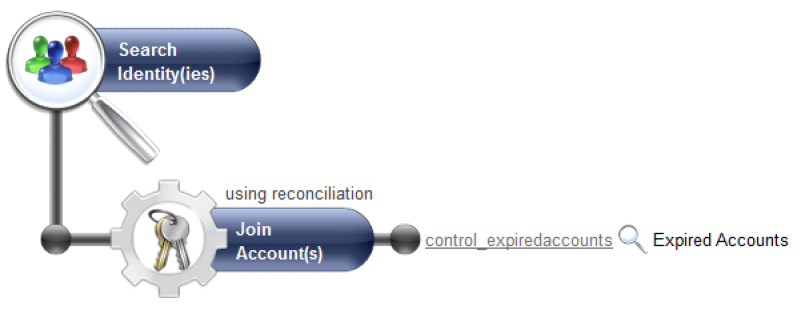 Search
Identity(ies)
using reconciliation
Join
Account(s)
control_expiredaccounts Expired Accounts